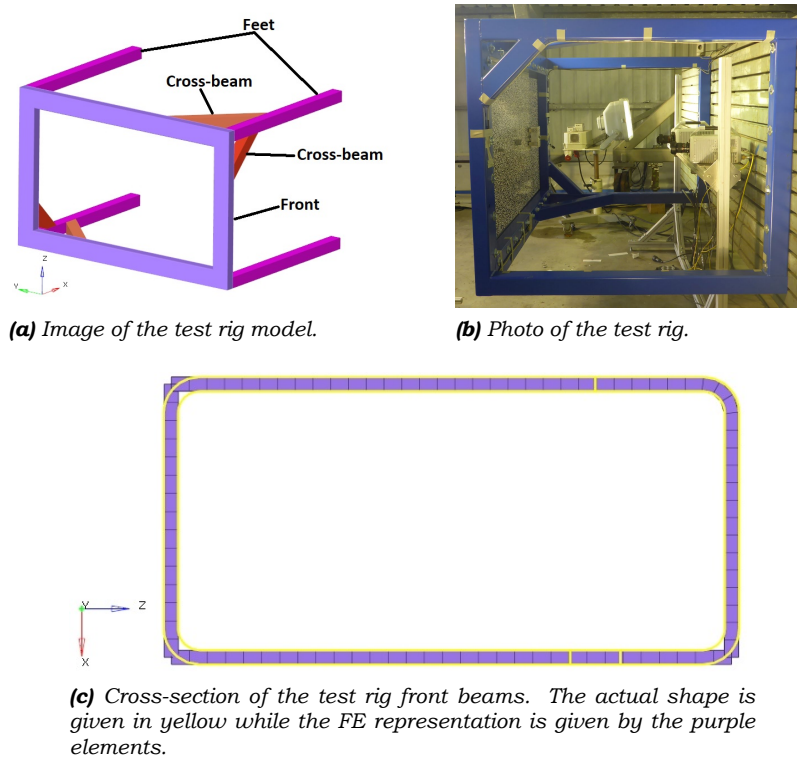 Feet
Cross-beam
Cross-beam
Front
z
Y
x
(a) Image of the test rig model.
(b) Photo of the test rig.
Y
Z
X
(c) Cross-section of the test rig front beams. The actual shape is
given in yellow while the FE representation is given by the purple
elements.